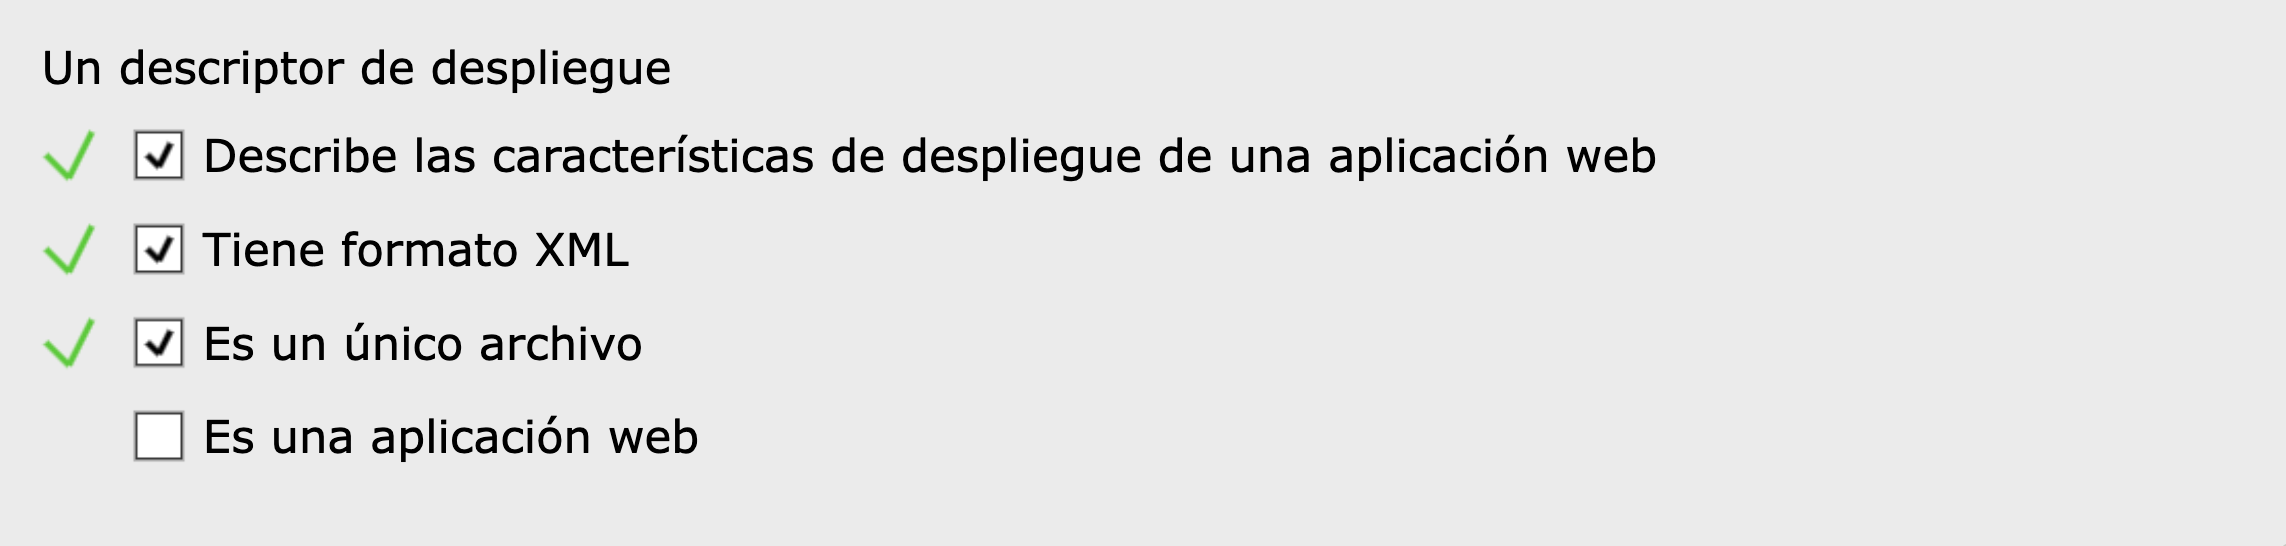 Un descriptor de despliegue
Describe las características de despliegue de una aplicación web
Tiene formato XML
Es un único archivo
Es una aplicación web